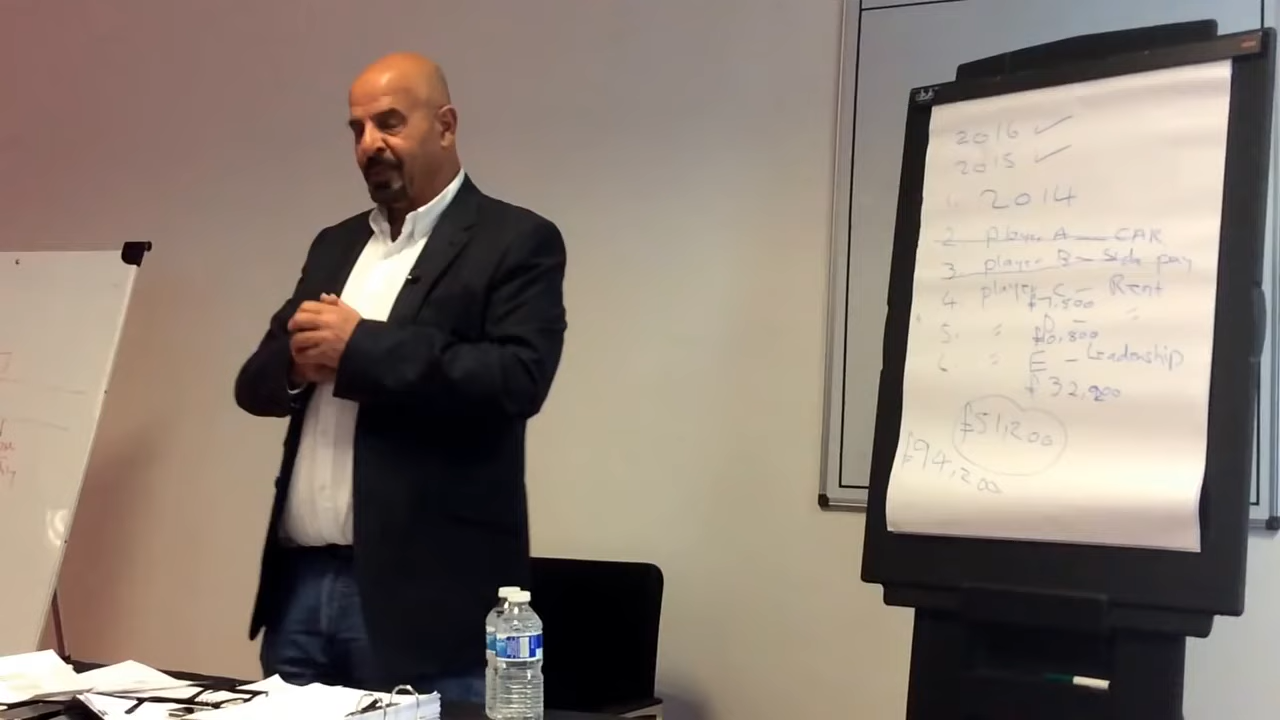 2016 ✓
2015 ✓
1. 2014
2. player A — CAR
3. player B — Side pay
4. player C — Rent
£7,500
5. " D — "
£10,800
6. " E — Leadership
£32,900
£51,200
£94,200